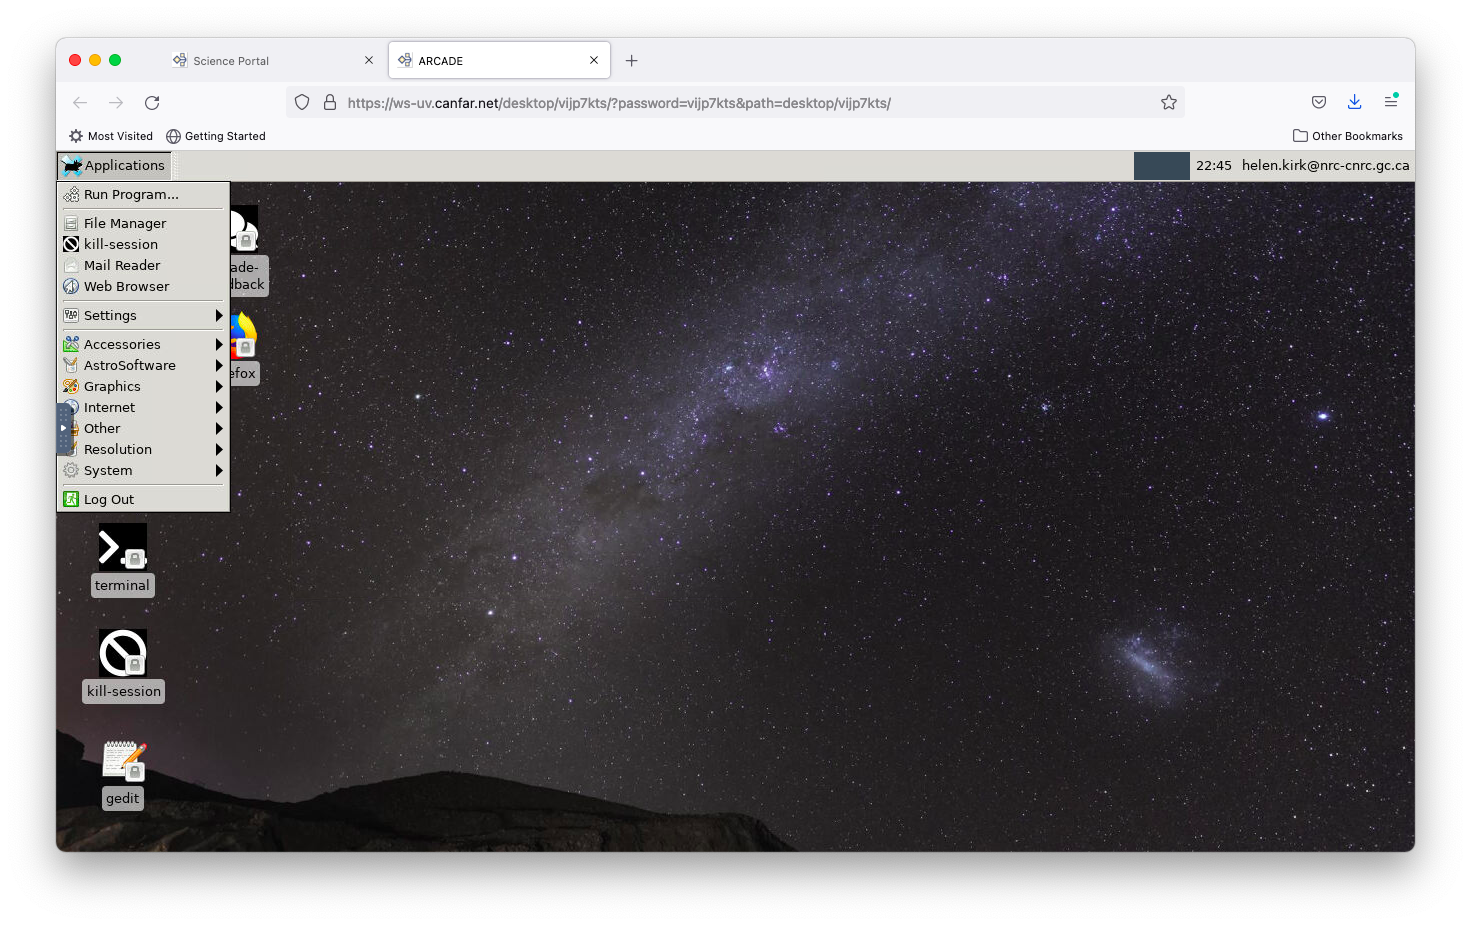 Science Portal
ARCADE
https://ws-uv.canfar.net/desktop/vijp7kts/?password=vijp7kts&path=desktop/vijp7kts/
Most Visited
Getting Started
Other Bookmarks
Applications
22:45
helen.kirk@nrc-cnrc.gc.ca
Run Program...
File Manager
kill-session
Mail Reader
Web Browser
Settings
Accessories
AstroSoftware
Graphics
Internet
Other
Resolution
System
Log Out
ade-
dback
efox
terminal
kill-session
gedit